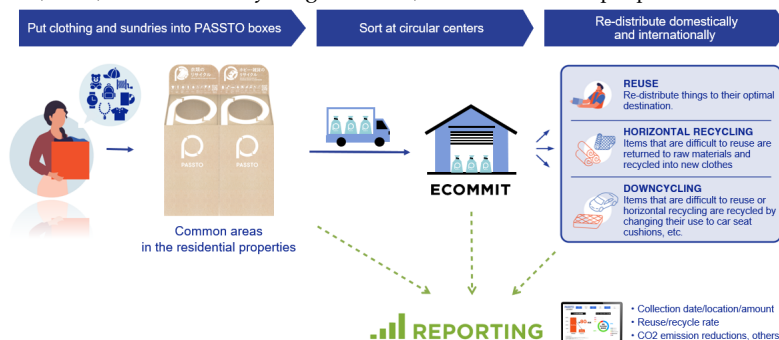 Put clothing and sundries into PASSTO boxes
Sort at circular centers
Re-distribute domestically
and internationally
PASSTO
PASSTO
Common areas
in the residential properties
ECOMMIT
REUSE
Re-distribute things to their optimal
destination.
HORIZONTAL RECYCLING
Items that are difficult to reuse are
returned to raw materials and
recycled into new clothes
DOWNCYCLING
Items that are difficult to reuse or
horizontal recycling are recycled by
changing their use to car seat
cushions, etc.
REPORTING
• Collection date/location/amount
• Reuse/recycle rate
• CO2 emission reductions, others